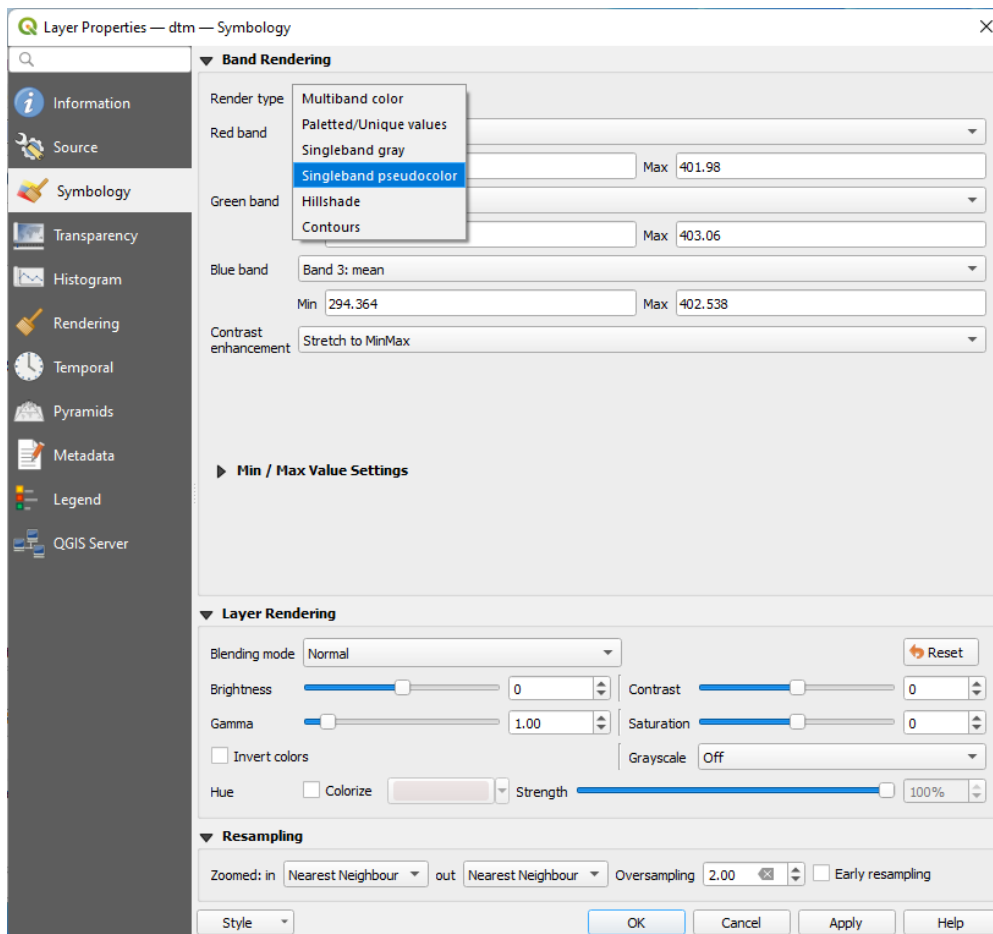 Layer Properties — dtm — Symbology
Information
Source
Symbology
Transparency
Histogram
Rendering
Temporal
Pyramids
Metadata
Legend
QGIS Server
Band Rendering
Render type
Multiband color
Paletted/Unique values
Singleband gray
Singleband pseudocolor
Hillshade
Contours
Red band
Max 401.98
Green band
Max 403.06
Blue band Band 3: mean
Min 294.364 Max 402.538
Contrast
enhancement Stretch to MinMax
Min / Max Value Settings
Layer Rendering
Blending mode Normal Reset
Brightness 0 Contrast 0
Gamma 1.00 Saturation 0
Invert colors Grayscale Off
Hue Colorize Strength 100%
Resampling
Zoomed: in Nearest Neighbour out Nearest Neighbour Oversampling 2.00 Early resampling
Style OK Cancel Apply Help